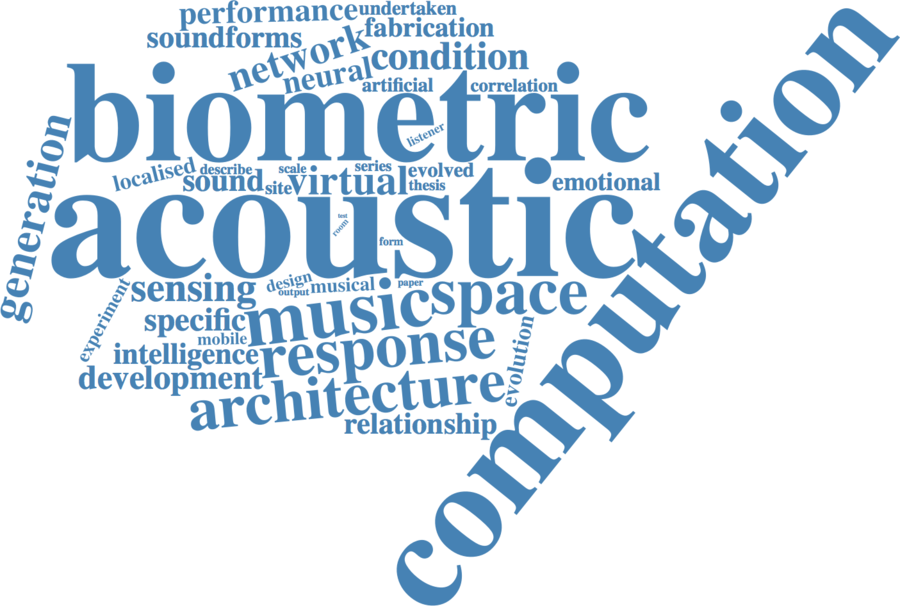 performance
undertaken
soundforms
fabrication
network
condition
neural
artificial
correlation
biometric
listener
generation
localised
describe
scale
series
evolved
sound
site
virtual
thesis
emotional
acoustic
test
room
form
computation
experiment
sensing
design
output
musical
paper
space
specific
music
mobile
evolution
intelligence
response
development
architecture
relationship